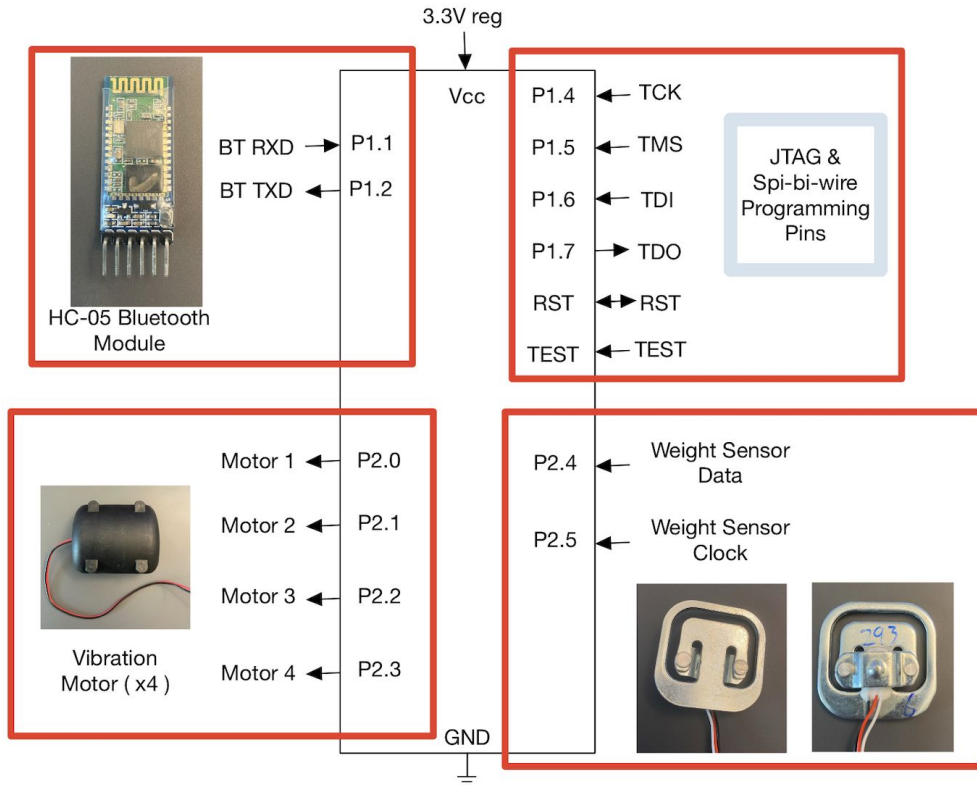 3.3V reg
Vcc
BT RXD
P1.1
BT TXD
P1.2
HC-05 Bluetooth
Module
P1.4
TCK
P1.5
TMS
P1.6
TDI
P1.7
TDO
RST
RST
TEST
TEST
JTAG &
Spi-bi-wire
Programming
Pins
Motor 1
P2.0
Motor 2
P2.1
Motor 3
P2.2
Motor 4
P2.3
Vibration
Motor ( x4 )
P2.4
Weight Sensor
Data
P2.5
Weight Sensor
Clock
293
GND